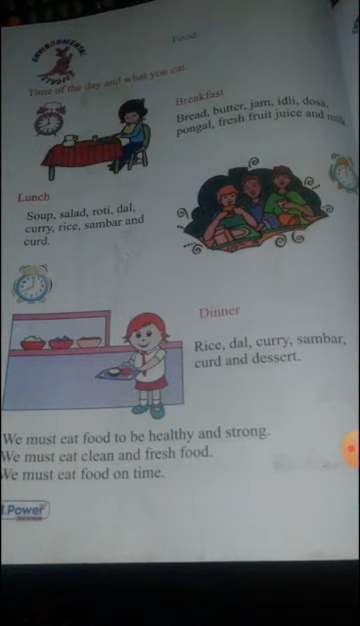 Food
ENVIRONMENTAL
STUDIES
Time of the day and what you eat.
Breakfast
Bread, butter, jam, idli, dosa,
pongal, fresh fruit juice and milk
Lunch
Soup, salad, roti, dal,
curry, rice, sambar and
curd.
Dinner
Rice, dal, curry, sambar,
curd and dessert.
We must eat food to be healthy and strong.
We must eat clean and fresh food.
We must eat food on time.
Power